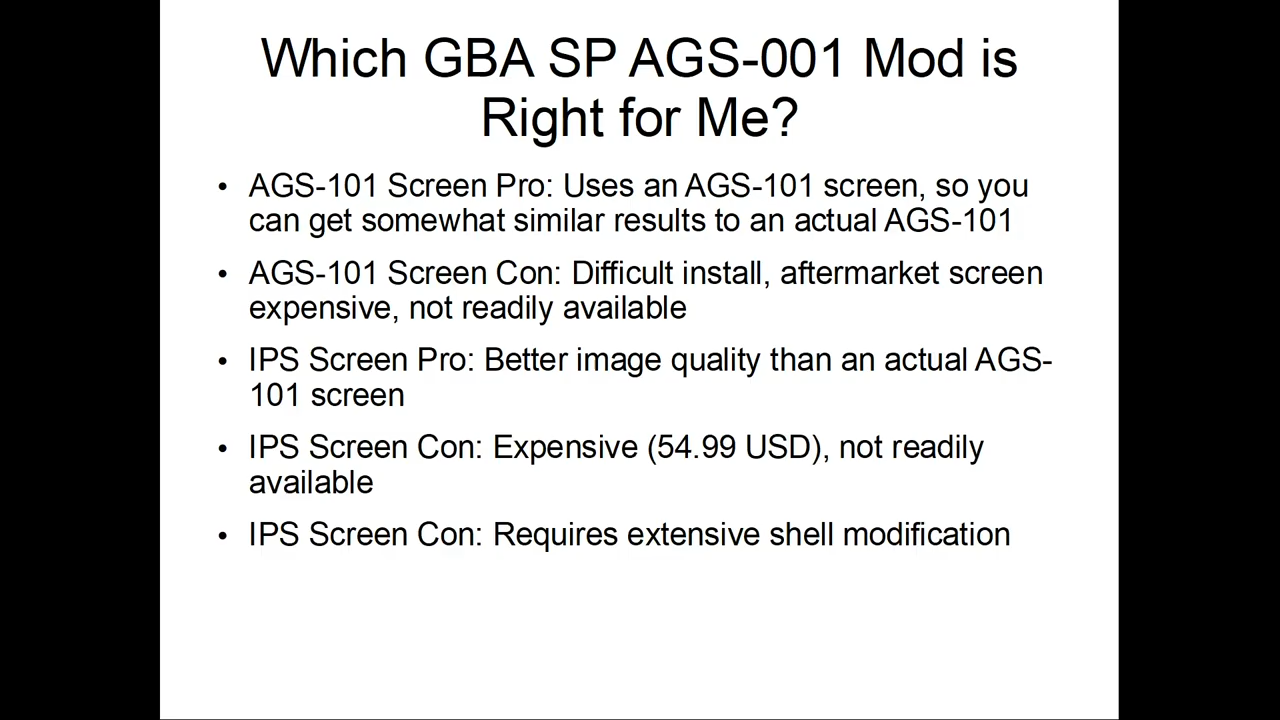 Which GBA SP AGS-001 Mod is
Right for Me?
• AGS-101 Screen Pro: Uses an AGS-101 screen, so you
can get somewhat similar results to an actual AGS-101
• AGS-101 Screen Con: Difficult install, aftermarket screen
expensive, not readily available
• IPS Screen Pro: Better image quality than an actual AGS-
101 screen
• IPS Screen Con: Expensive (54.99 USD), not readily
available
• IPS Screen Con: Requires extensive shell modification